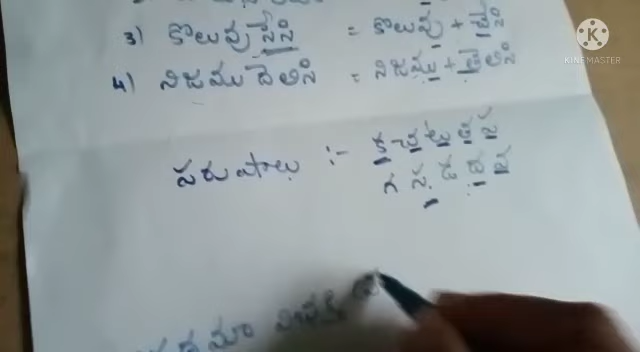 3) కొలువుసేసి = కొలువు + చేసి
4) నిజముదెలిసి = నిజము + తెలిసి
పరుషాలు :- క చ ట త ప
గ స డ ద వ
KINEMASTER